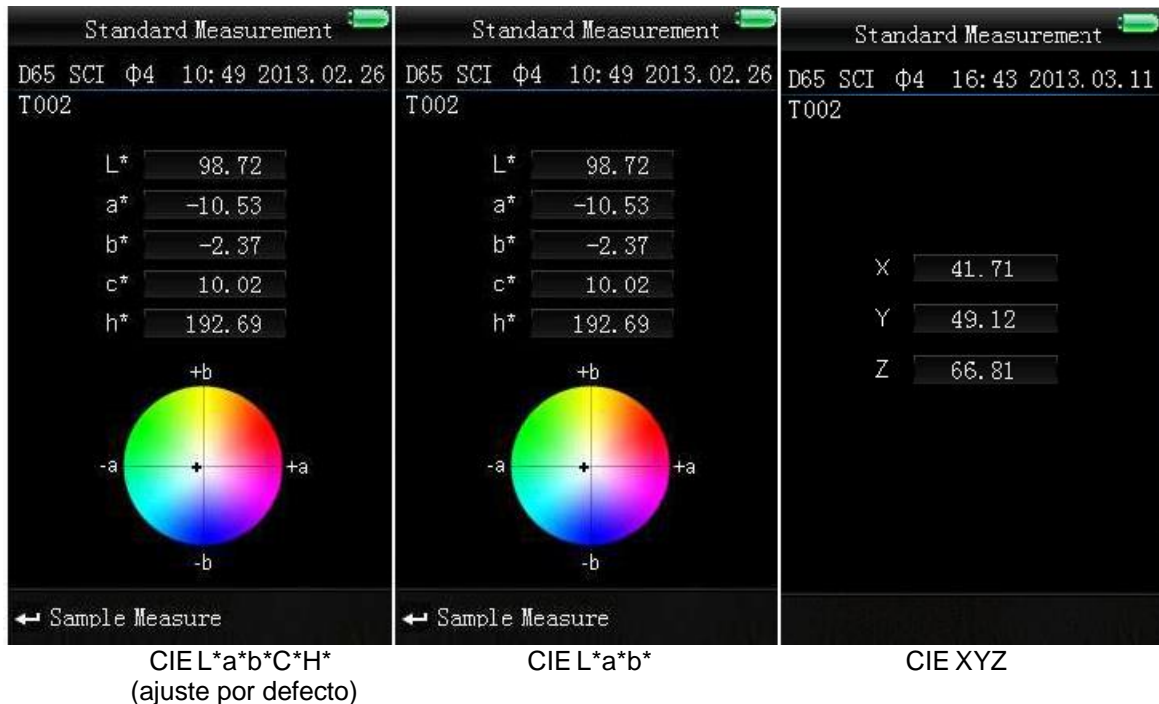 Standard Measurement
D65 SCI Φ4 10:49 2013.02.26
T002
L* 98.72
a* -10.53
b* -2.37
c* 10.02
h* 192.69
+b
-a +a
-b
Sample Measure
CIE L*a*b*C*H*
(ajuste por defecto)
Standard Measurement
D65 SCI Φ4 10:49 2013.02.26
T002
L* 98.72
a* -10.53
b* -2.37
c* 10.02
h* 192.69
+b
-a +a
-b
Sample Measure
CIE L*a*b*
Standard Measurement
D65 SCI Φ4 16:43 2013.03.11
T002
X 41.71
Y 49.12
Z 66.81
CIE XYZ